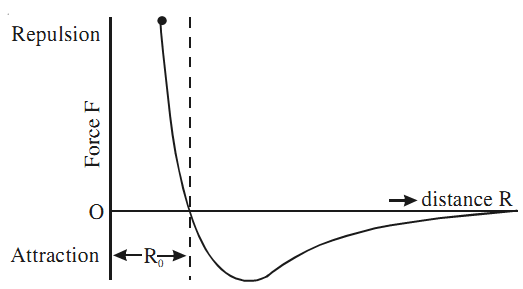 Repulsion
Force F
distance R
O
Attraction
R₀